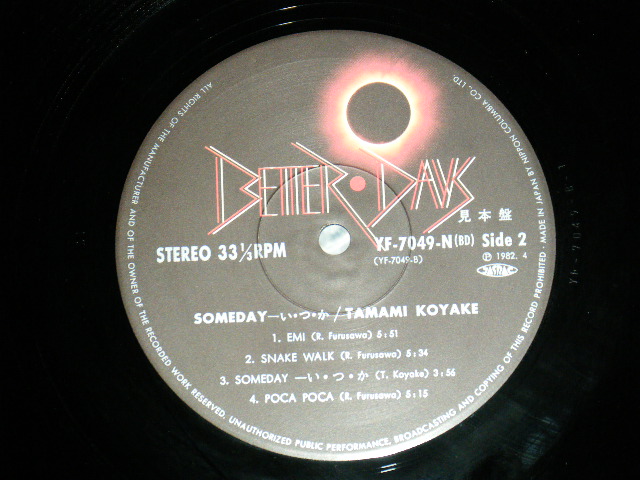 BETTER・DAYS
見本盤
STEREO 33⅓RPM
YF-7049-N(BD) Side 2
(YF-7049-B)
Ⓟ 1982. 4
SOMEDAY—い・つ・か/TAMAMI KOYAKE
1. EMI (R. Furusawa) 5:51
2. SNAKE WALK (R. Furusawa) 5:34
3. SOMEDAY —い・つ・か (T. Koyake) 3:56
4. POCA POCA (R. Furusawa) 5:15
ALL RIGHTS OF THE MANUFACTURER AND OF THE OWNER OF THE RECORDED WORK RESERVED. UNAUTHORIZED PUBLIC PERFORMANCE, BROADCASTING AND COPYING OF THIS RECORD PROHIBITED · MADE IN JAPAN BY NIPPON COLUMBIA CO., LTD.